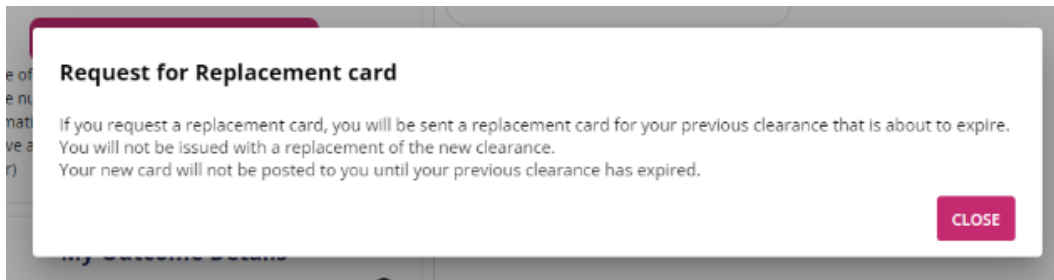 Request for Replacement card
If you request a replacement card, you will be sent a replacement card for your previous clearance that is about to expire.
You will not be issued with a replacement of the new clearance.
Your new card will not be posted to you until your previous clearance has expired.
CLOSE